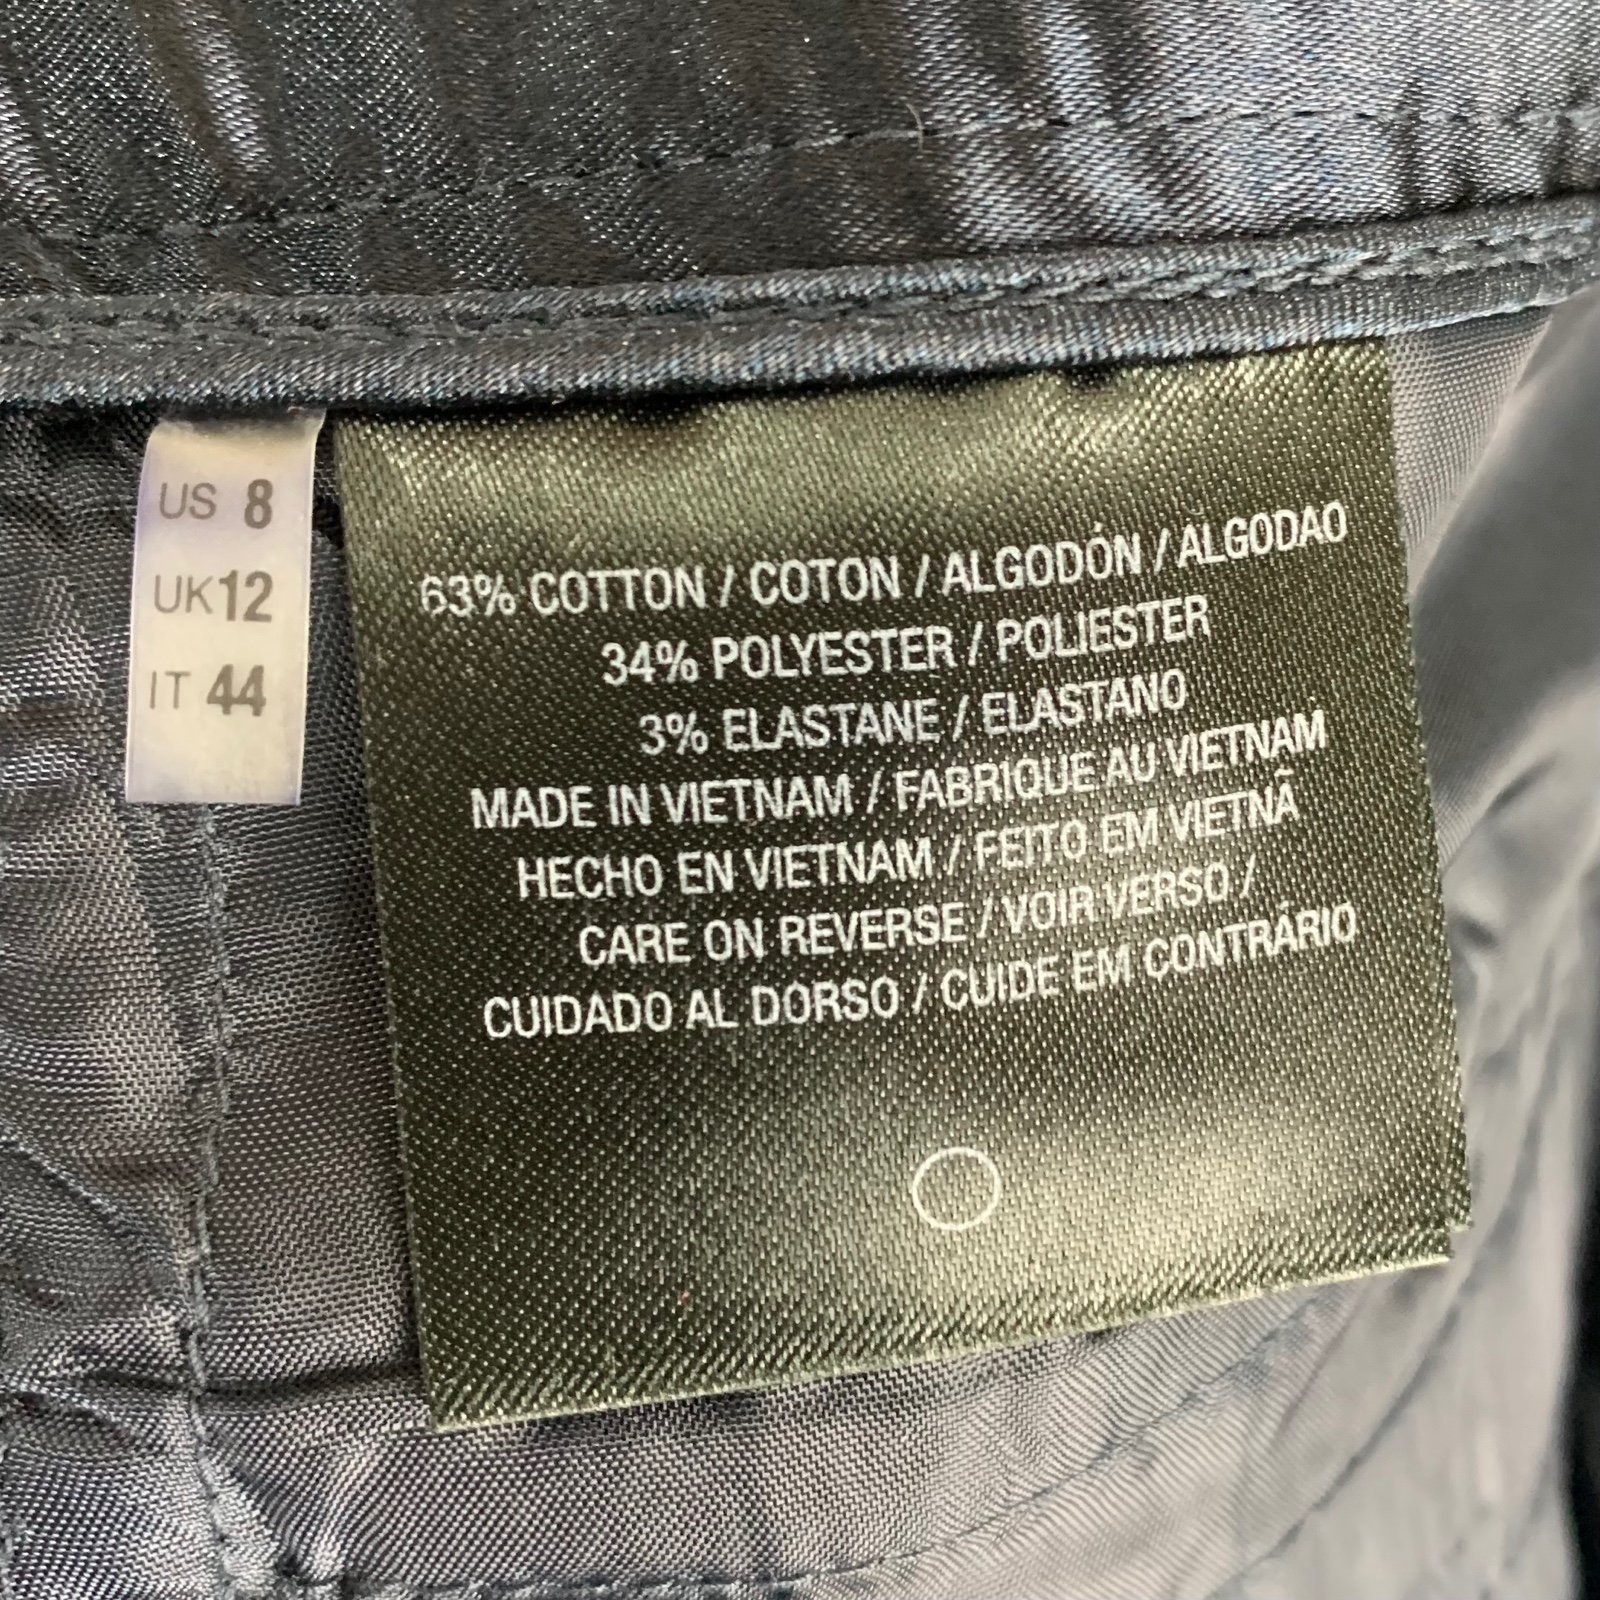 US 8
UK 12
IT 44
63% COTTON / COTON / ALGODÓN / ALGODAO
34% POLYESTER / POLIESTER
3% ELASTANE / ELASTANO
MADE IN VIETNAM / FABRIQUE AU VIETNAM
HECHO EN VIETNAM / FEITO EM VIETNÃ
CARE ON REVERSE / VOIR VERSO /
CUIDADO AL DORSO / CUIDE EM CONTRÁRIO